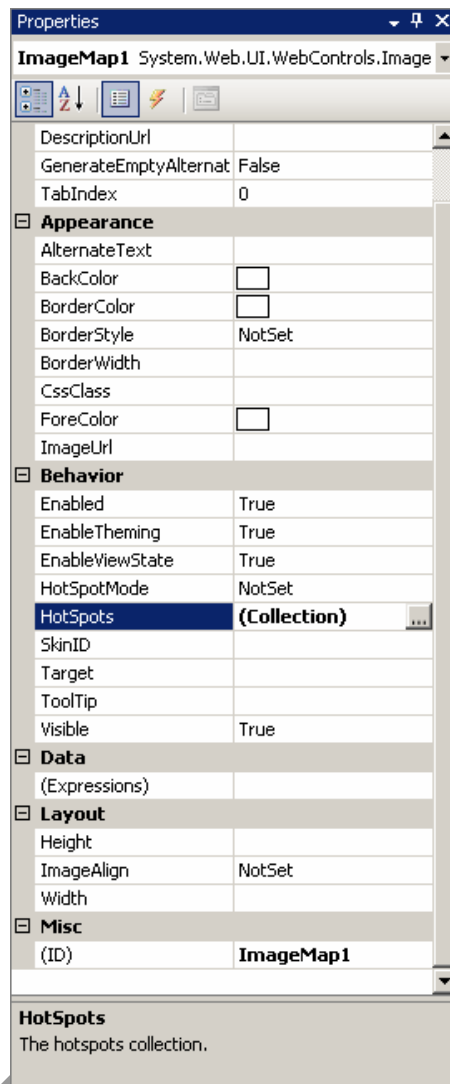 Properties
ImageMap1 System.Web.UI.WebControls.Image
DescriptionUrl
GenerateEmptyAlternat False
TabIndex 0
Appearance
AlternateText
BackColor
BorderColor
BorderStyle NotSet
BorderWidth
CssClass
ForeColor
ImageUrl
Behavior
Enabled True
EnableTheming True
EnableViewState True
HotSpotMode NotSet
HotSpots (Collection) ...
SkinID
Target
ToolTip
Visible True
Data
(Expressions)
Layout
Height
ImageAlign NotSet
Width
Misc
(ID) ImageMap1
HotSpots
The hotspots collection.